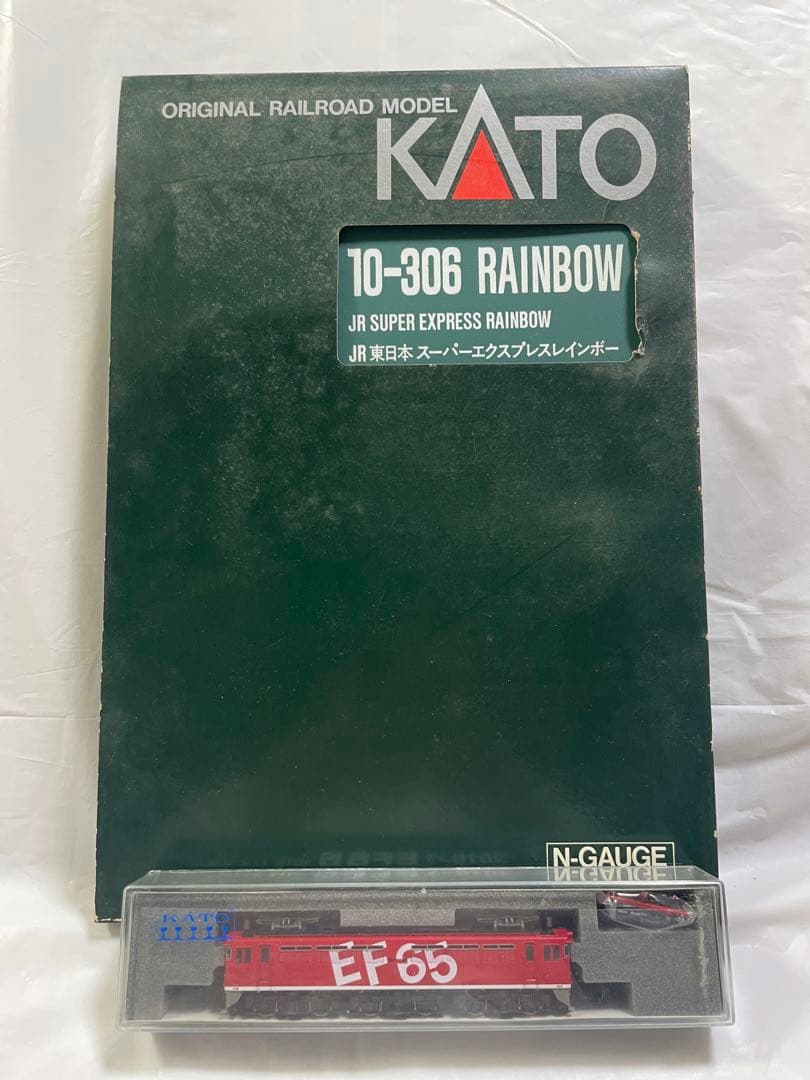 ORIGINAL RAILROAD MODEL
KATO
10-306 RAINBOW
JR SUPER EXPRESS RAINBOW
JR東日本 スーパーエクスプレスレインボー
N-GAUGE
KATO
EF65